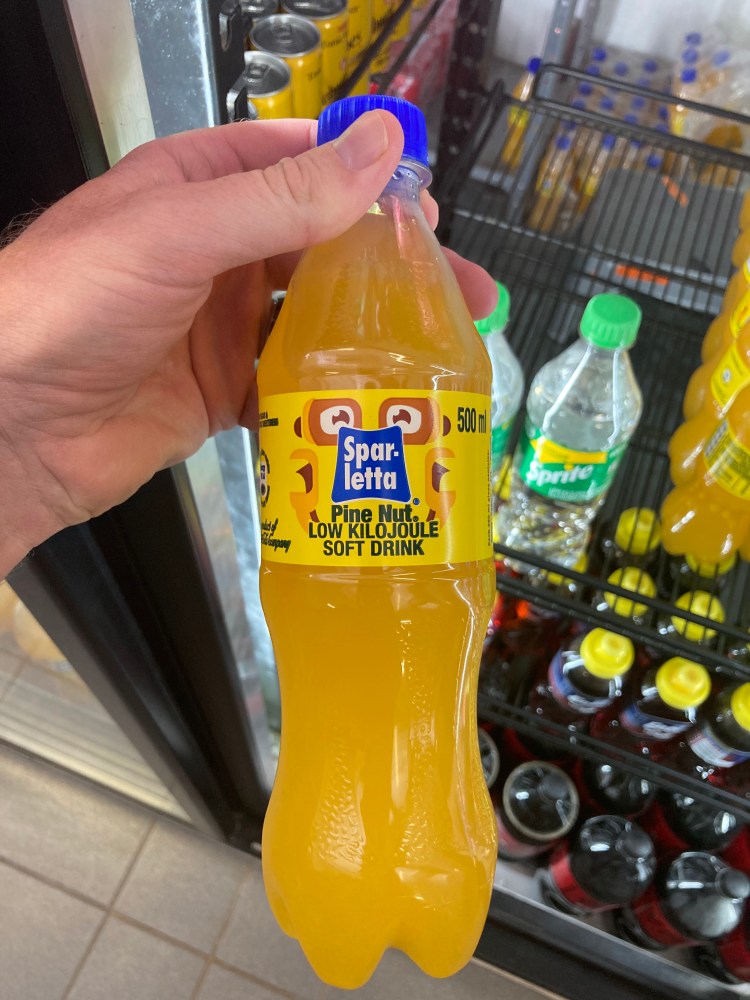 500 ml
Spar-
letta
Pine Nut®
LOW KILOJOULE
SOFT DRINK
Sprite